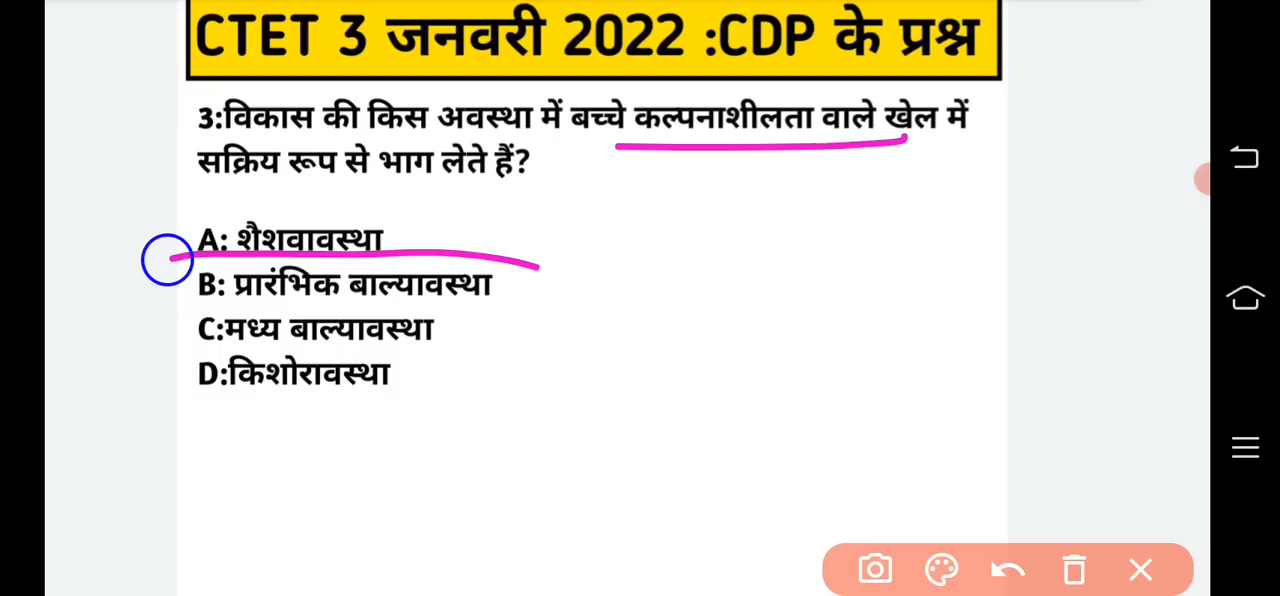 CTET 3 जनवरी 2022 :CDP के प्रश्न
3:विकास की किस अवस्था में बच्चे कल्पनाशीलता वाले खेल में
सक्रिय रूप से भाग लेते हैं?
A: शैशवावस्था
B: प्रारंभिक बाल्यावस्था
C:मध्य बाल्यावस्था
D:किशोरावस्था